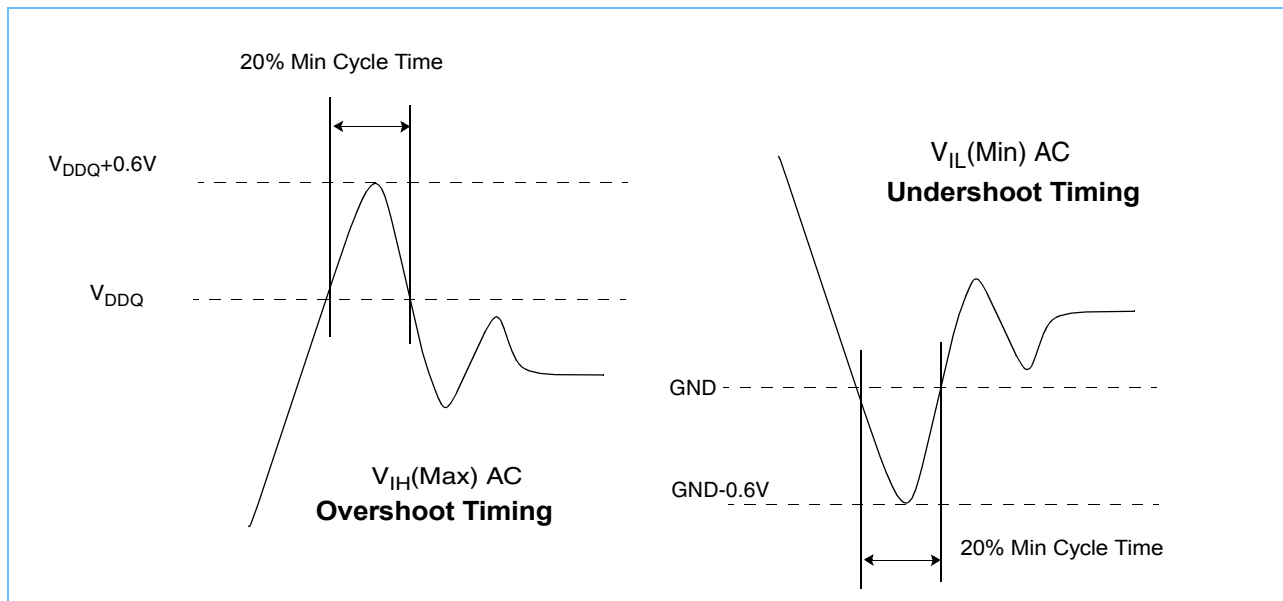 20% Min Cycle Time
VDDQ+0.6V
VDDQ
VIH(Max) AC
Overshoot Timing
VIL(Min) AC
Undershoot Timing
GND
GND-0.6V
20% Min Cycle Time